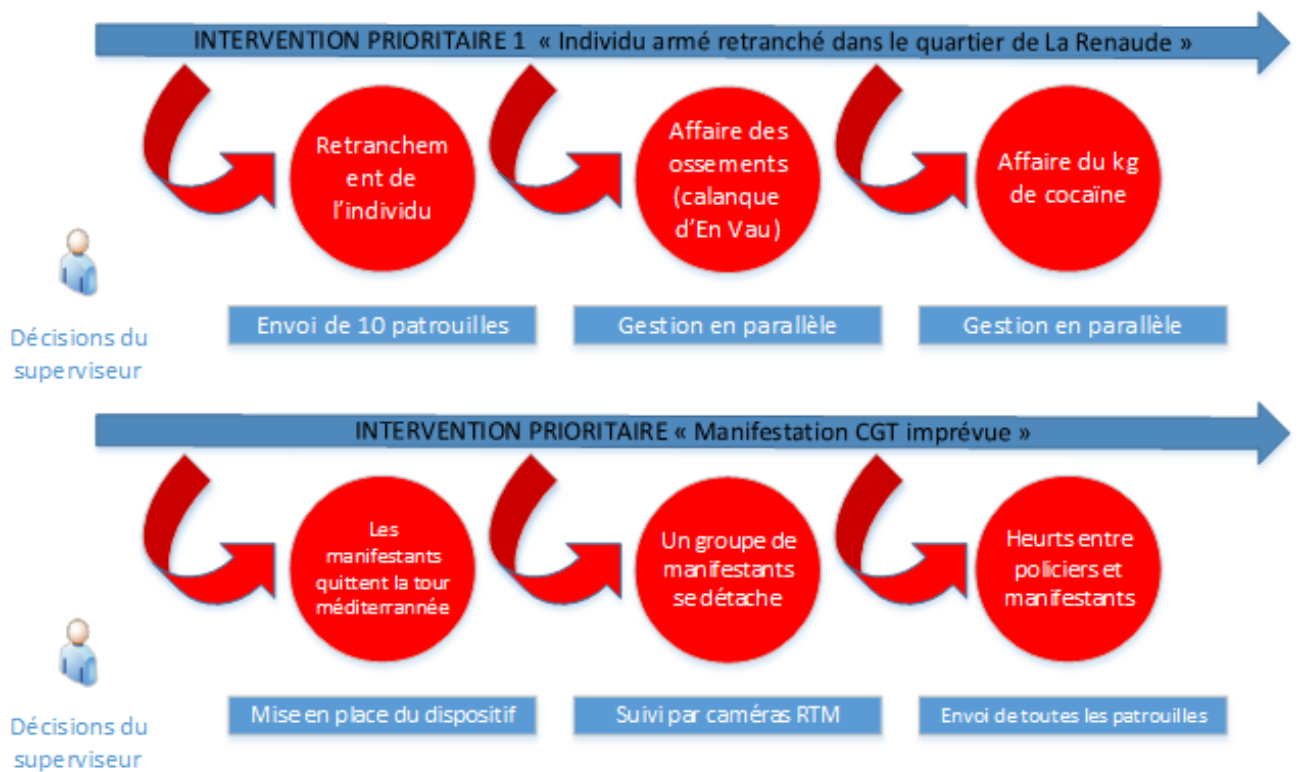 INTERVENTION PRIORITAIRE 1 « Individu armé retranché dans le quartier de La Renaude »
Retranchem
ent de
l'individu
Affaire des
ossements
(calanque
d'En Vau)
Affaire du kg
de cocaïne
Décisions du
superviseur
Envoi de 10 patrouilles
Gestion en parallèle
Gestion en parallèle
INTERVENTION PRIORITAIRE « Manifestation CGT imprévue »
Les
manifestants
quittent la tour
méditerrannée
Un groupe de
manifestants
se détache
Heurts entre
policiers et
manifestants
Décisions du
superviseur
Mise en place du dispositif
Suivi par caméras RTM
Envoi de toutes les patrouilles